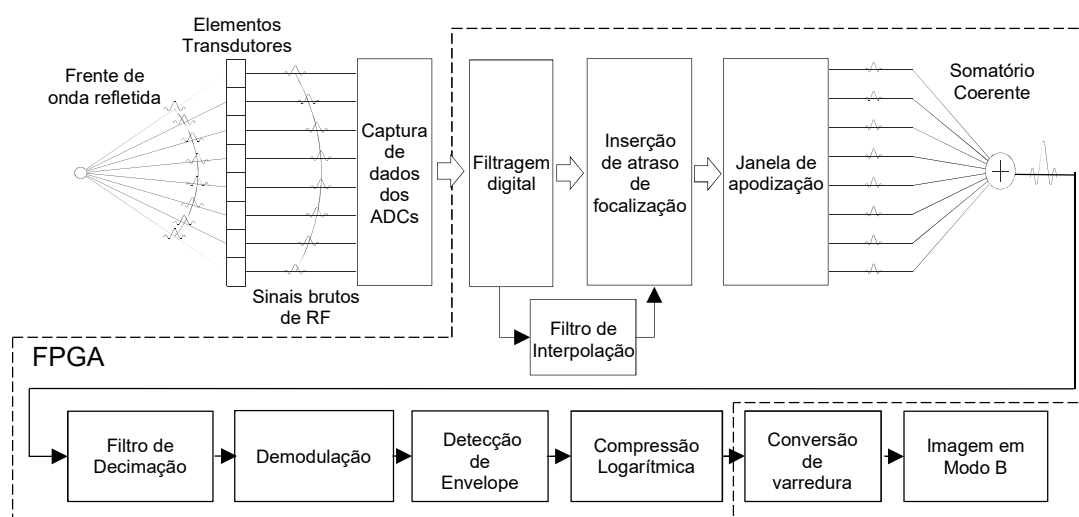 Elementos
Transdutores
Frente de
onda refletida
Captura
de
dados
dos
ADCs
Sinais brutos
de RF
Filtragem
digital
Inserção
de atraso
de
focalização
Filtro de
Interpolação
Janela de
apodização
Somatório
Coerente
+
FPGA
Filtro de
Decimação
Demodulação
Detecção
de
Envelope
Compressão
Logarítmica
Conversão
de
varredura
Imagem em
Modo B